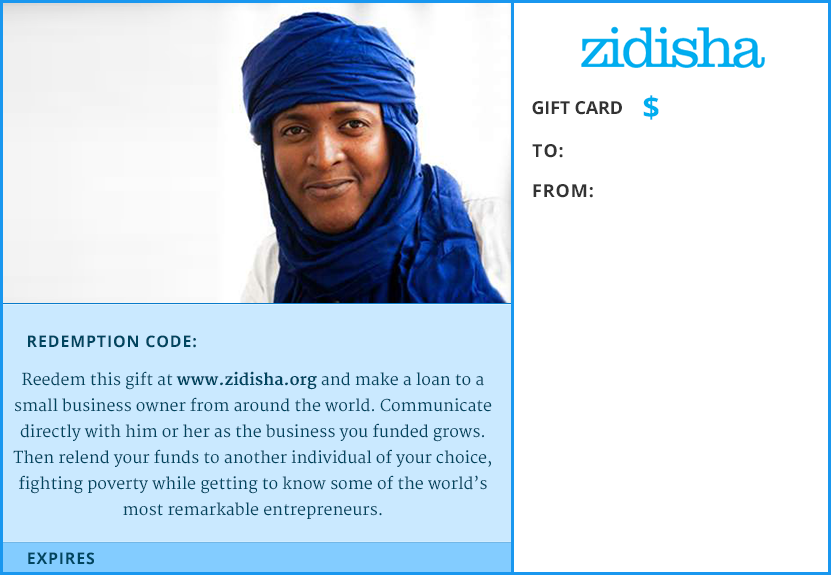 zidisha
GIFT CARD $
TO:
FROM:
REDEMPTION CODE:
Reedem this gift at www.zidisha.org and make a loan to a
small business owner from around the world. Communicate
directly with him or her as the business you funded grows.
Then relend your funds to another individual of your choice,
fighting poverty while getting to know some of the world’s
most remarkable entrepreneurs.
EXPIRES